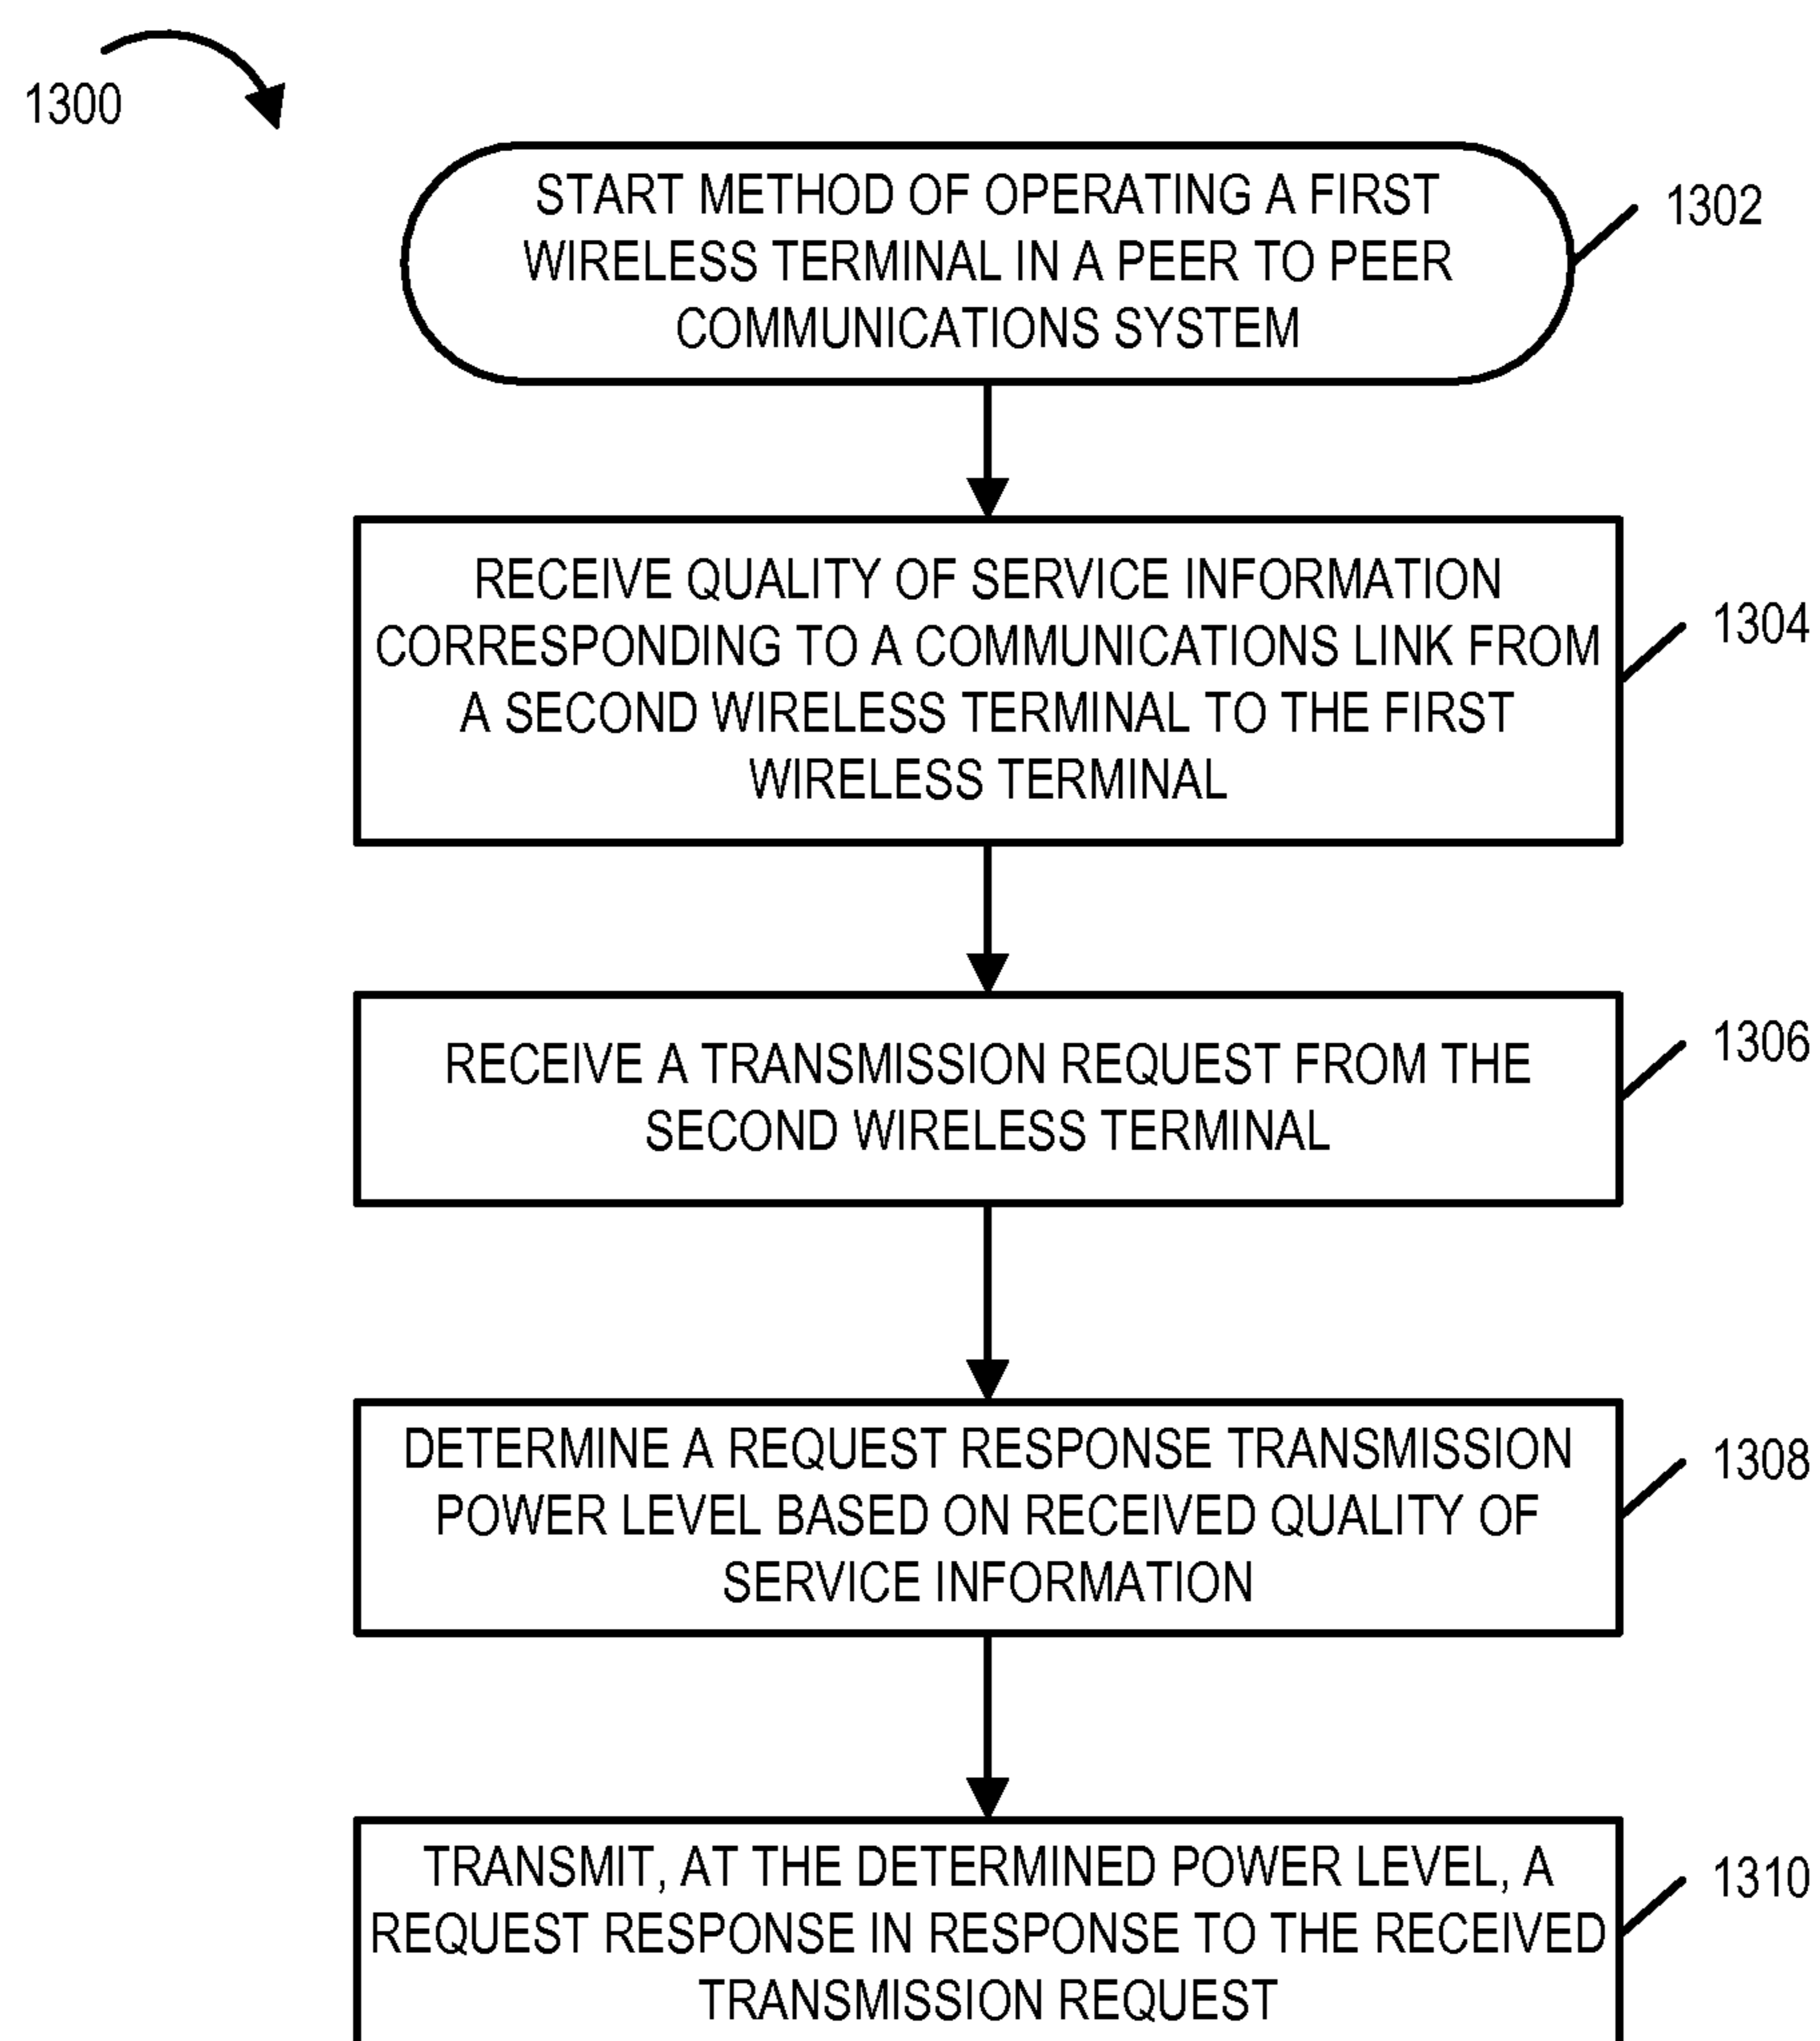 1300
START METHOD OF OPERATING A FIRST
WIRELESS TERMINAL IN A PEER TO PEER
COMMUNICATIONS SYSTEM
1302
RECEIVE QUALITY OF SERVICE INFORMATION
CORRESPONDING TO A COMMUNICATIONS LINK FROM
A SECOND WIRELESS TERMINAL TO THE FIRST
WIRELESS TERMINAL
1304
RECEIVE A TRANSMISSION REQUEST FROM THE
SECOND WIRELESS TERMINAL
1306
DETERMINE A REQUEST RESPONSE TRANSMISSION
POWER LEVEL BASED ON RECEIVED QUALITY OF
SERVICE INFORMATION
1308
TRANSMIT, AT THE DETERMINED POWER LEVEL, A
REQUEST RESPONSE IN RESPONSE TO THE RECEIVED
TRANSMISSION REQUEST
1310